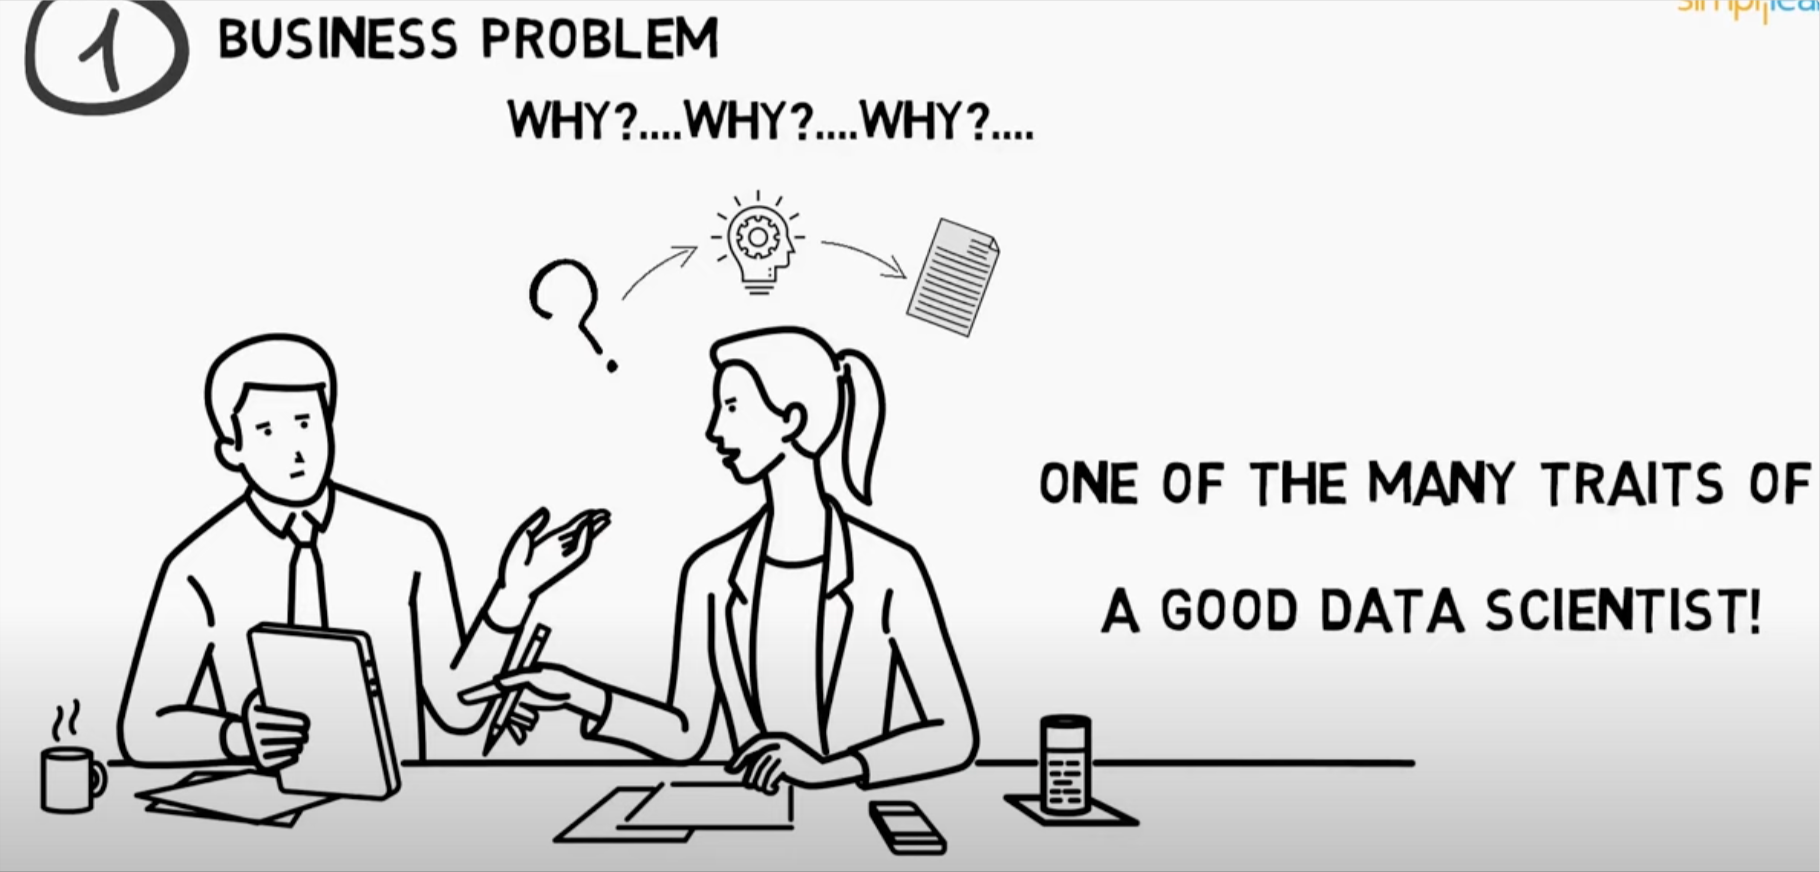 1
BUSINESS PROBLEM
WHY?....WHY?....WHY?....
ONE OF THE MANY TRAITS OF
A GOOD DATA SCIENTIST!